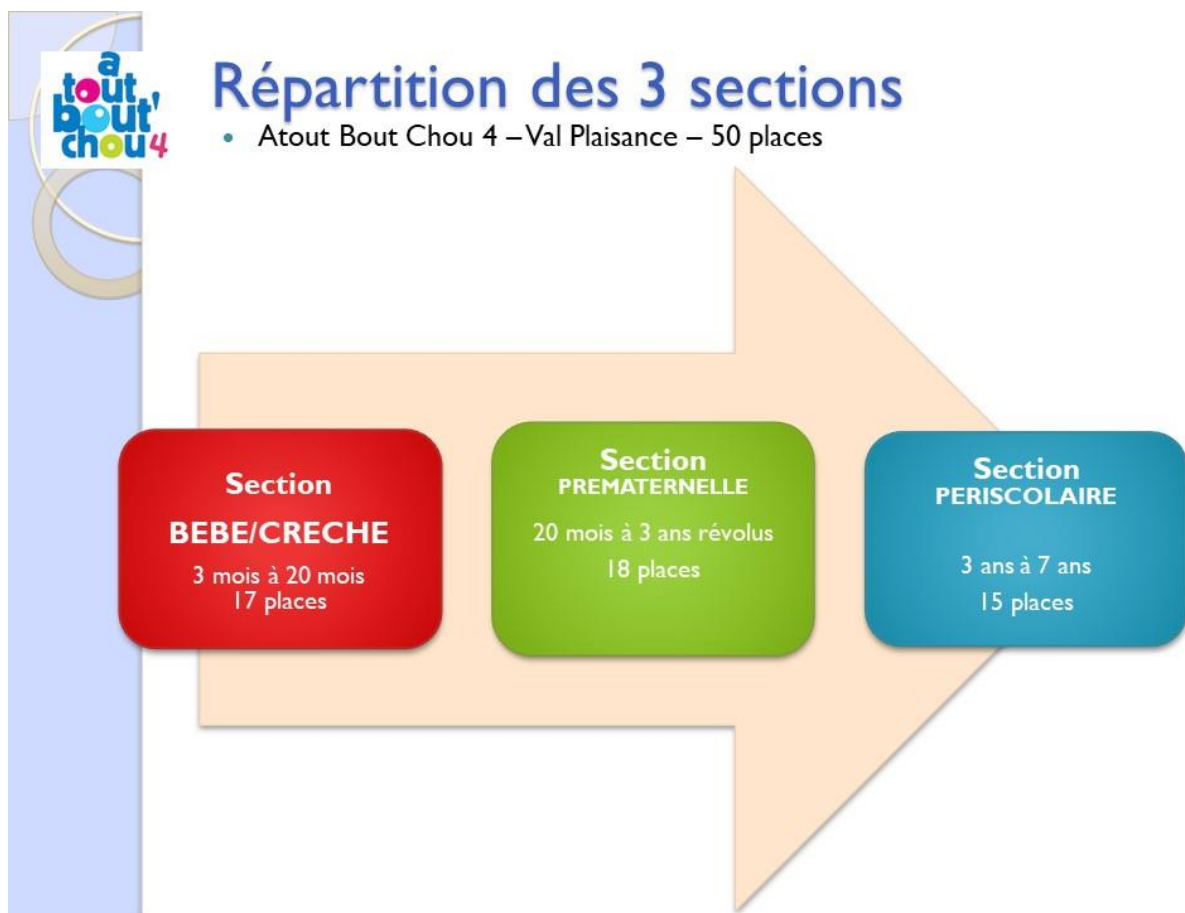 a
tout
bout'
chou 4
Répartition des 3 sections
• Atout Bout Chou 4 – Val Plaisance – 50 places
Section
BEBE/CRECHE
3 mois à 20 mois
17 places
Section
PREMATERNELLE
20 mois à 3 ans révolus
18 places
Section
PERISCOLAIRE
3 ans à 7 ans
15 places